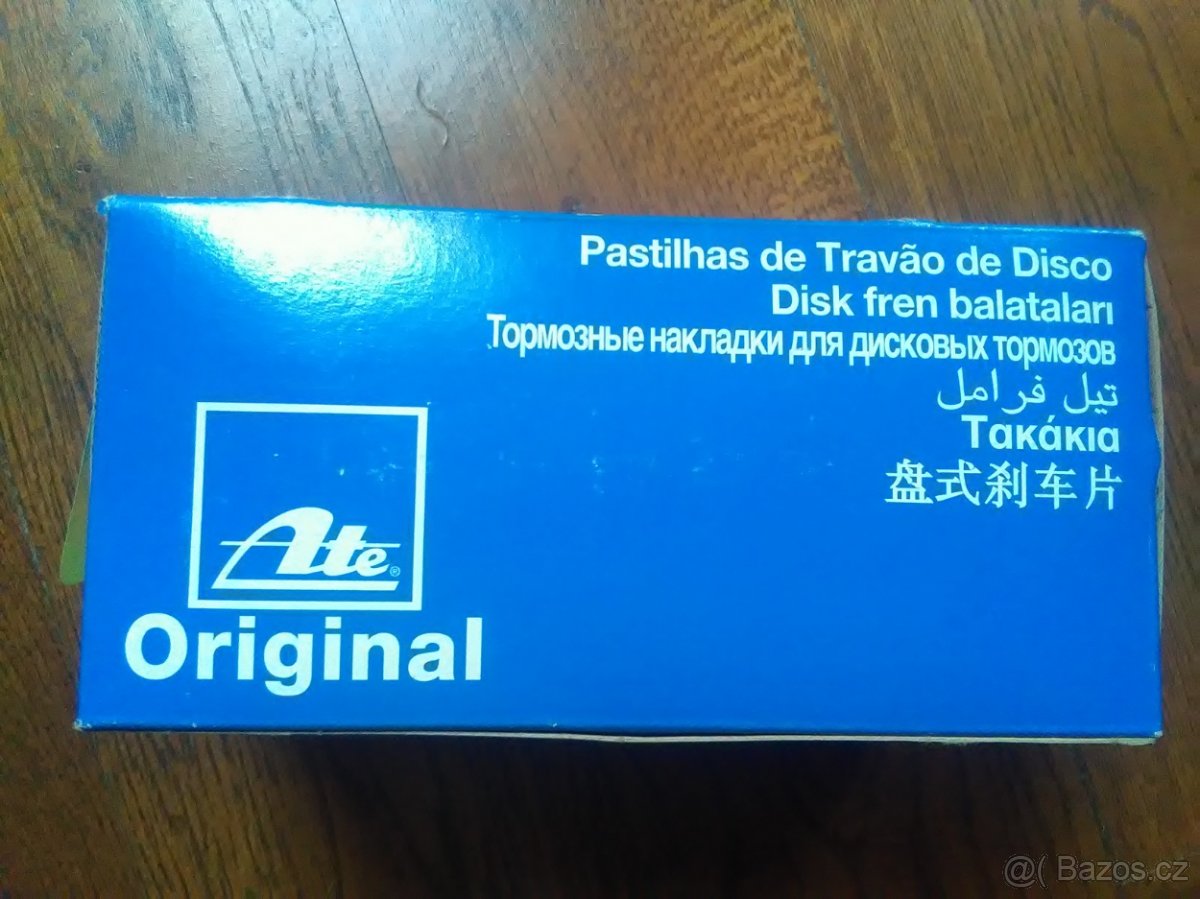 Pastilhas de Travão de Disco
Disk fren balataları
Тормозные накладки для дисковых тормозов
تيل فرامل
Τακάκια
盘式刹车片
Ate®
Original
@( Bazos.cz